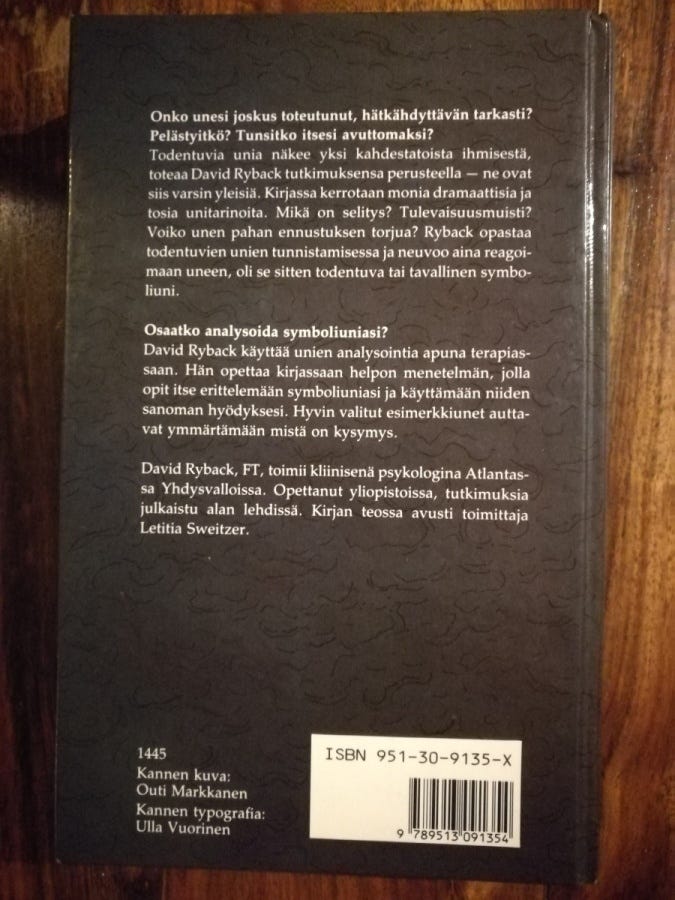 Onko unesi joskus toteutunut, hätkähdyttävän tarkasti?
Pelästyitkö? Tunsitko itsesi avuttomaksi?
Todentuvia unia näkee yksi kahdestatoista ihmisestä,
toteaa David Ryback tutkimuksensa perusteella — ne ovat
siis varsin yleisiä. Kirjassa kerrotaan monia dramaattisia ja
tosia unitarinoita. Mikä on selitys? Tulevaisuusmuisti?
Voiko unen pahan ennustuksen torjua? Ryback opastaa
todentuvien unien tunnistamisessa ja neuvoo aina reagoi-
maan uneen, oli se sitten todentuva tai tavallinen symbo-
liuni.
Osaatko analysoida symboliuniasi?
David Ryback käyttää unien analysointia apuna terapias-
saan. Hän opettaa kirjassaan helpon menetelmän, jolla
opit itse erittelemään symboliuniasi ja käyttämään niiden
sanoman hyödyksesi. Hyvin valitut esimerkkiunet autta-
vat ymmärtämään mistä on kysymys.
David Ryback, FT, toimii kliinisenä psykologina Atlantas-
sa Yhdysvalloissa. Opettanut yliopistoissa, tutkimuksia
julkaistu alan lehdissä. Kirjan teossa avusti toimittaja
Letitia Sweitzer.
1445
Kannen kuva:
Outi Markkanen
Kannen typografia:
Ulla Vuorinen
ISBN 951-30-9135-X
9 789513 091354